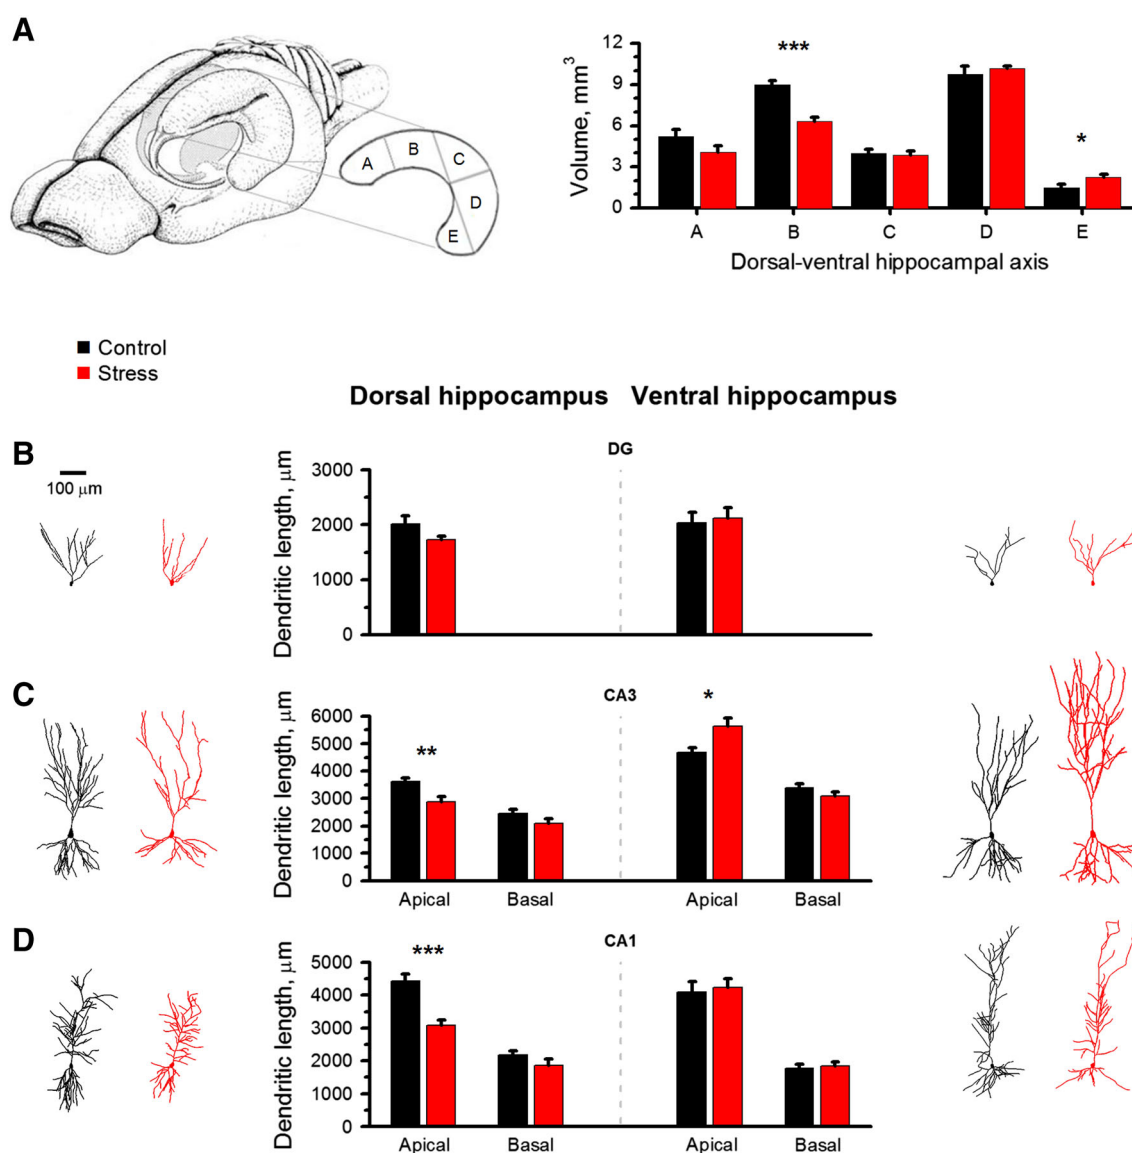 A
A
B
C
D
E
12
9
6
3
0
Volume, mm³
***
*
A B C D E
Dorsal-ventral hippocampal axis
Control
Stress
Dorsal hippocampus Ventral hippocampus
B
100 μm
DG
Dendritic length, μm
3000
2000
1000
0
C
CA3
Dendritic length, μm
6000
5000
4000
3000
2000
1000
0
**
*
Apical Basal Apical Basal
D
CA1
Dendritic length, μm
5000
4000
3000
2000
1000
0
***
Apical Basal Apical Basal